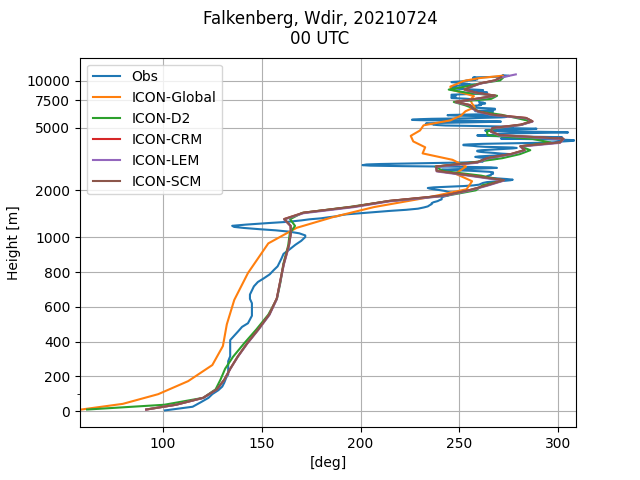 Falkenberg, Wdir, 20210724
00 UTC
Obs
ICON-Global
ICON-D2
ICON-CRM
ICON-LEM
ICON-SCM
Height [m]
10000
7500
5000
2000
1000
800
600
400
200
0
100
150
200
250
300
[deg]